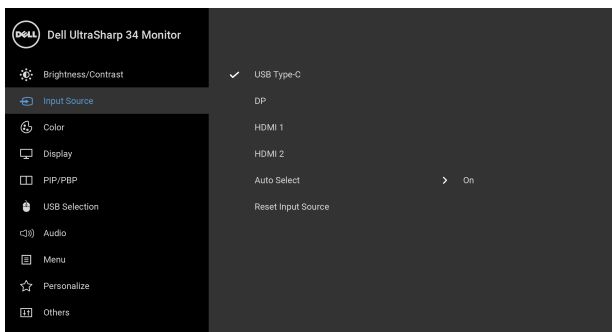 DELL Dell UltraSharp 34 Monitor
Brightness/Contrast
USB Type-C
Input Source
DP
Color
HDMI 1
Display
HDMI 2
PIP/PBP
Auto Select On
USB Selection
Reset Input Source
Audio
Menu
Personalize
Others